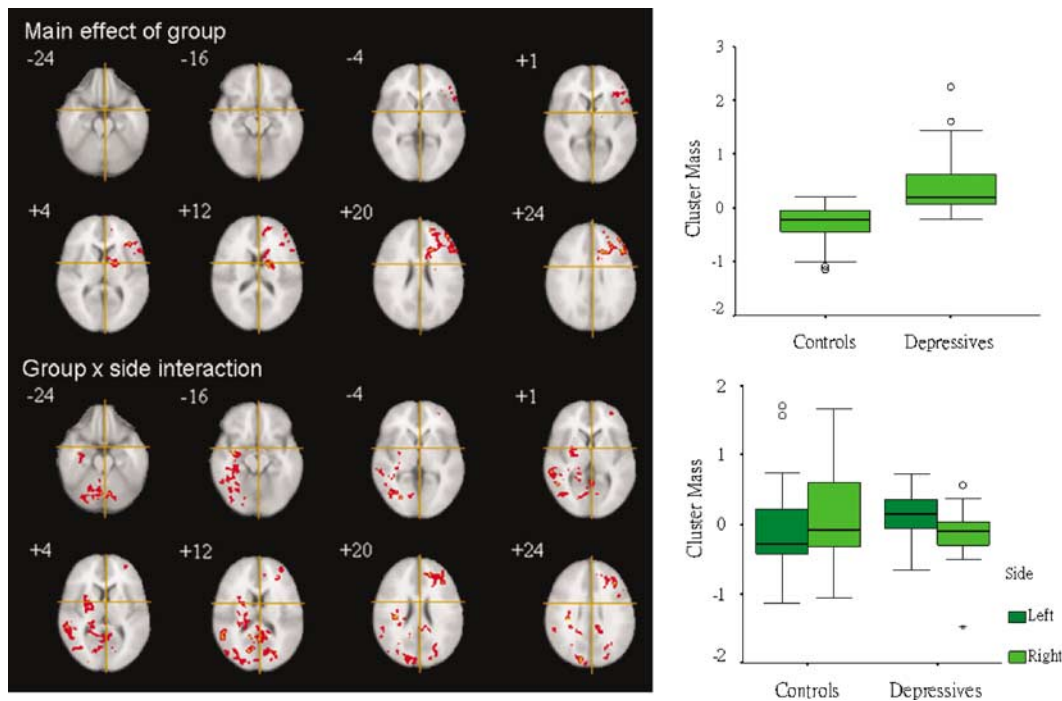 Main effect of group
-24 -16 -4 +1
+4 +12 +20 +24
Group x side interaction
-24 -16 -4 +1
+4 +12 +20 +24
3
2
1
0
-1
-2
Cluster Mass
Controls Depressives
2
1
0
-1
-2
Cluster Mass
Controls Depressives
Side
Left
Right